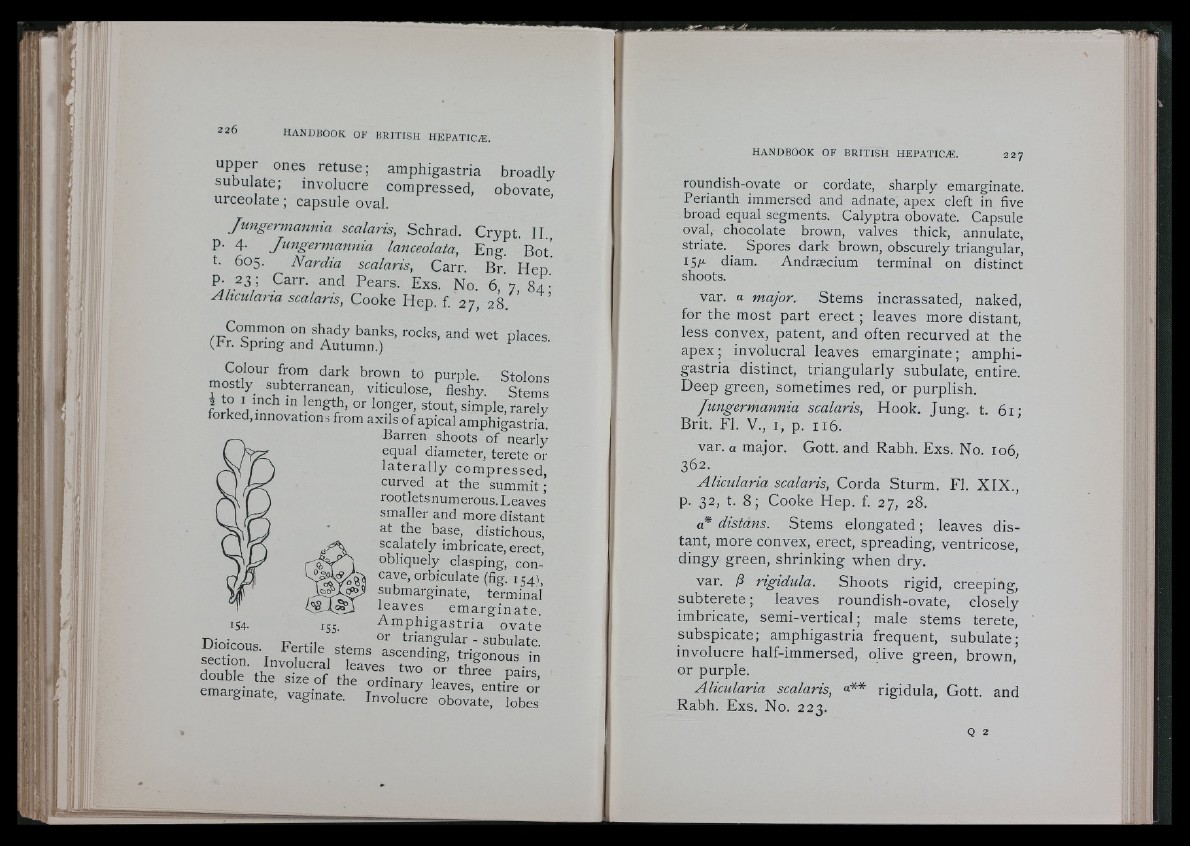 226 HANDBOOK OF BRITISH HEPATICÆ.
upper ones retuse; amphigastria broadly
subulate; involucre compressed, obovate,
urceolate; capsule oval.
Jungermannia scalaris, Schrad. Crypt. II.,
p. 4. Jungermannia lanceolata, Eng. Bot.
t. 605. Nardia scalaris, Carr. Br. Hep.
p. 23; Carr. and Pears. Exs. No. 6, 7, 84;
Alicularia scalaris, Cooke Hep. f. 27, 28.
Common on shady banks, rocks, and wet places.
(Fr. Spring and Autumn.)
Colour from dark brown to purple. Stolons
mostly subterranean, viticulose, fleshy. Stems
½ to 1 inch in length, or longer, stout, simple, rarely
forked, innovations from axils of apical amphigastria.
Barren shoots of nearly
equal diameter, terete or
laterally compressed,
curved at the summit;
rootlets numerous. Leaves
smaller and more distant
at the base, distichous,
scalately imbricate, erect,
obliquely clasping, con-
cave, orbiculate (fig. 154),
submarginate, terminal
leaves emarginate.
Amphigastria ovate
or triangular-subulate.
154. 155.
Dioicous. Fertile stems ascending, trigonous in
section. Involucral leaves two or three pairs,
double the size of the ordinary leaves, entire or
emarginate, vaginate. Involucre obovate, lobes
HANDBOOK OF BRITISH HEPATICÆ. 227
roundish-ovate or cordate, sharply emarginate.
Perianth immersed and adnate, apex cleft in five
broad equal segments. Calyptra obovate. Capsule
oval, chocolate brown, valves thick, annulate,
striate. Spores dark brown, obscurely triangular,
15μ diam. Andræcium terminal on distinct
shoots.
var. α major. Stems incrassated, naked,
for the most part erect; leaves more distant,
less convex, patent, and often recurved at the
apex; involucral leaves emarginate; amphi-
gastria distinct, triangularly subulate, entire.
Deep green, sometimes red, or purplish.
Jungermannia scalaris, Hook. Jung. t. 61;
Brit. Fl. V., 1, p. 116.
var. α major. Gott. and Rabh. Exs. No. 106,
362.
Alicularia scalaris, Corda Sturm. Fl. XIX.,
p. 32, t. 8; Cooke Hep. f. 27, 28.
α* distans. Stems elongated; leaves dis-
tant, more convex, erect, spreading, ventricose,
dingy green, shrinking when dry.
var. β rigidula. Shoots rigid, creeping,
subterete; leaves roundish-ovate, closely
imbricate, semi-vertical; male stems terete,
subspicate; amphigastria frequent, subulate;
involucre half-immersed, olive green, brown,
or purple.
Alicularia scalaris, α** rigidula, Gott. and
Rabh. Exs. No. 223.
Q 2